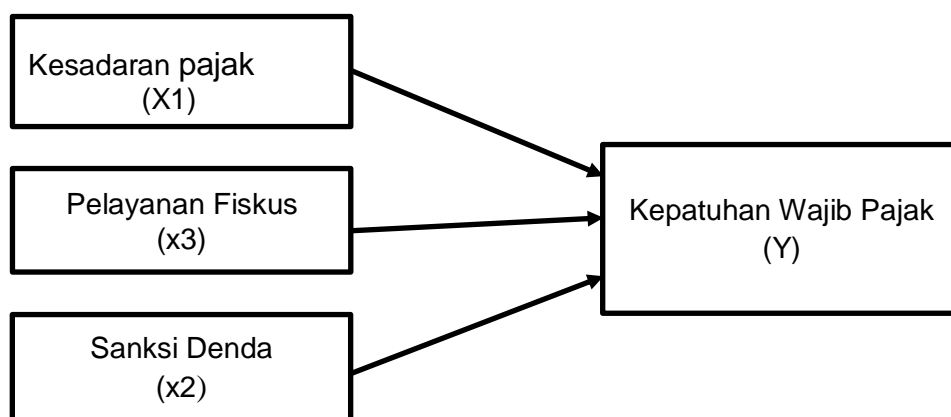 Kesadaran pajak
(X1)
Pelayanan Fiskus
(x3)
Sanksi Denda
(x2)
Kepatuhan Wajib Pajak
(Y)